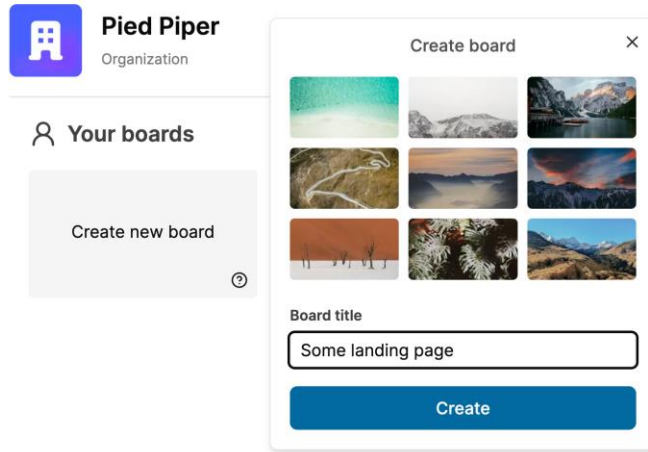 Pied Piper
Organization
Your boards
Create new board
Create board
Board title
Some landing page
Create